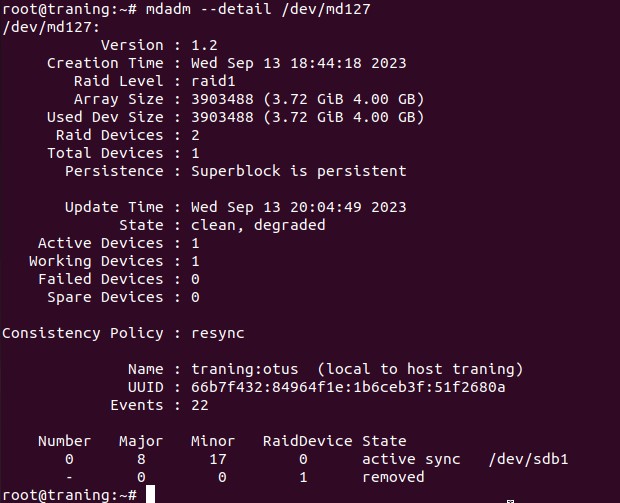 root@traning:~# mdadm --detail /dev/md127
/dev/md127:
Version : 1.2
Creation Time : Wed Sep 13 18:44:18 2023
Raid Level : raid1
Array Size : 3903488 (3.72 GiB 4.00 GB)
Used Dev Size : 3903488 (3.72 GiB 4.00 GB)
Raid Devices : 2
Total Devices : 1
Persistence : Superblock is persistent
Update Time : Wed Sep 13 20:04:49 2023
State : clean, degraded
Active Devices : 1
Working Devices : 1
Failed Devices : 0
Spare Devices : 0
Consistency Policy : resync
Name : traning:otus  (local to host traning)
UUID : 66b7f432:84964f1e:1b6ceb3f:51f2680a
Events : 22
Number   Major   Minor   RaidDevice State
0       8       17        0      active sync   /dev/sdb1
-       0        0        1      removed
root@traning:~#